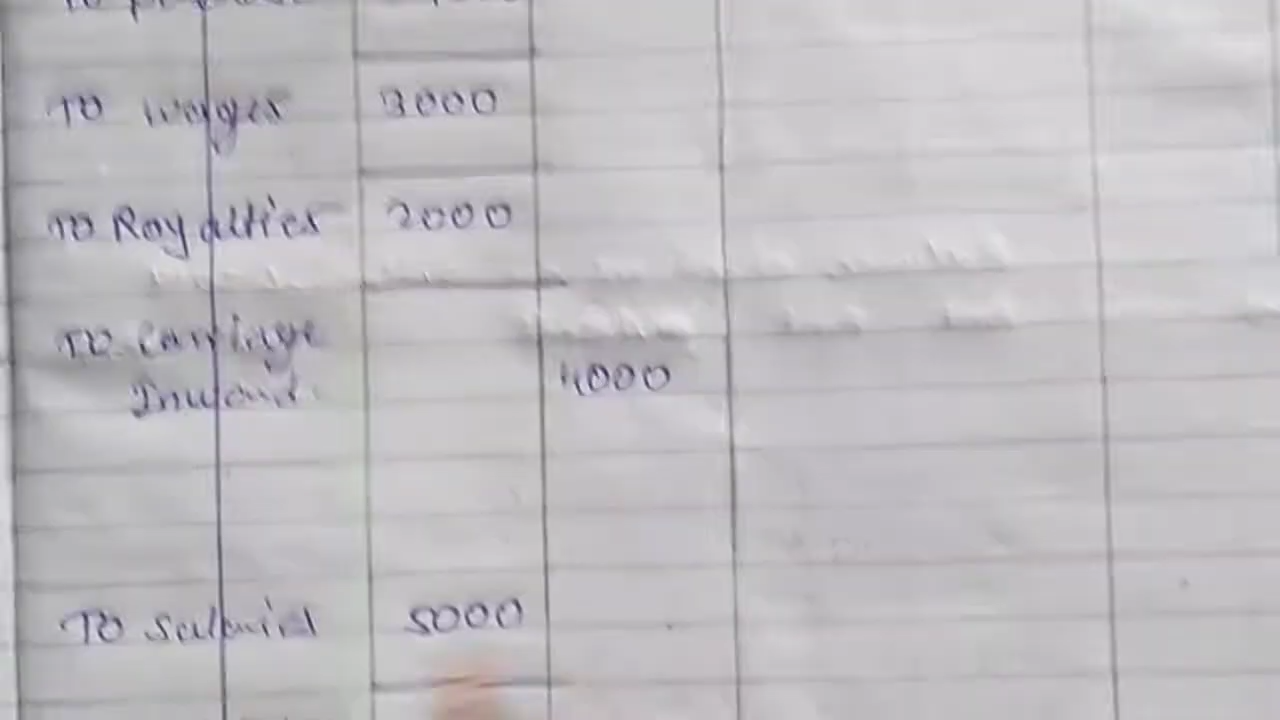 To wages 3000
To Royalties 2000
To Carriage
Inward. 4000
To Salaries 5000